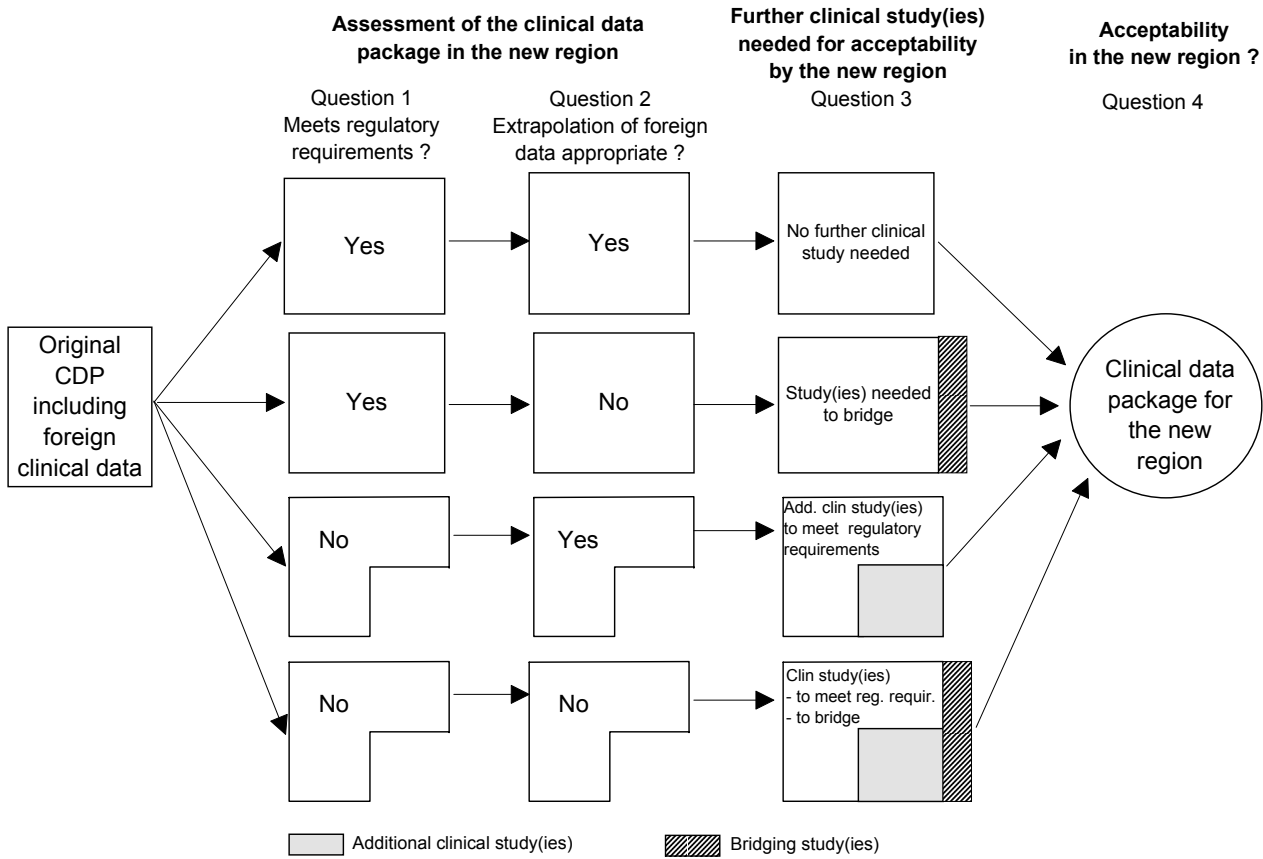 Assessment of the clinical data
package in the new region
Further clinical study(ies)
needed for acceptability
by the new region
Acceptability
in the new region ?
Question 1
Meets regulatory
requirements ?
Question 2
Extrapolation of foreign
data appropriate ?
Question 3
Question 4
Original
CDP
including
foreign
clinical data
Yes
Yes
No further clinical
study needed
Yes
No
Study(ies) needed
to bridge
No
Yes
Add. clin study(ies)
to meet regulatory
requirements
No
No
Clin study(ies)
- to meet reg. requir.
- to bridge
Clinical data
package for
the new
region
Additional clinical study(ies)
Bridging study(ies)